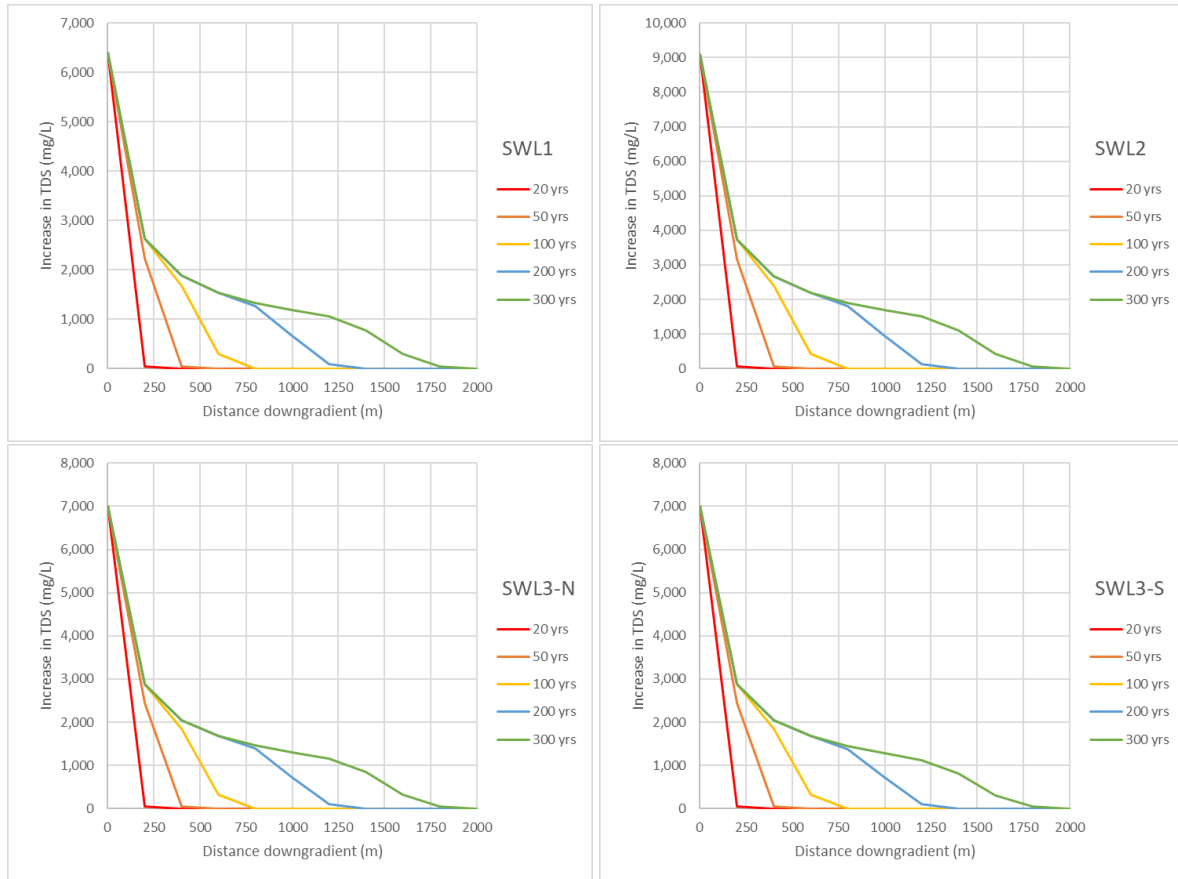 7,000
6,000
5,000
4,000
3,000
2,000
1,000
0
Increase in TDS (mg/L)
0 250 500 750 1000 1250 1500 1750 2000
Distance downgradient (m)
SWL1
20 yrs
50 yrs
100 yrs
200 yrs
300 yrs
10,000
9,000
8,000
7,000
6,000
5,000
4,000
3,000
2,000
1,000
0
Increase in TDS (mg/L)
0 250 500 750 1000 1250 1500 1750 2000
Distance downgradient (m)
SWL2
20 yrs
50 yrs
100 yrs
200 yrs
300 yrs
8,000
7,000
6,000
5,000
4,000
3,000
2,000
1,000
0
Increase in TDS (mg/L)
0 250 500 750 1000 1250 1500 1750 2000
Distance downgradient (m)
SWL3-N
20 yrs
50 yrs
100 yrs
200 yrs
300 yrs
8,000
7,000
6,000
5,000
4,000
3,000
2,000
1,000
0
Increase in TDS (mg/L)
0 250 500 750 1000 1250 1500 1750 2000
Distance downgradient (m)
SWL3-S
20 yrs
50 yrs
100 yrs
200 yrs
300 yrs